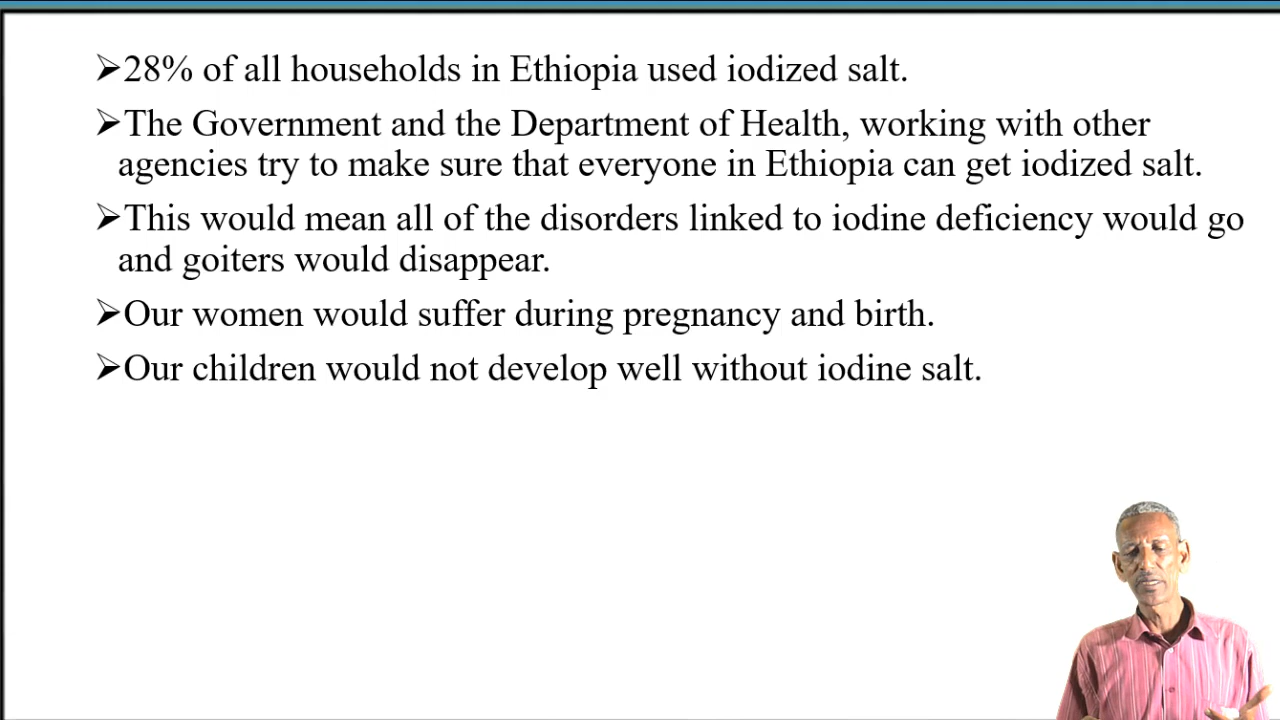 ➢28% of all households in Ethiopia used iodized salt.
➢The Government and the Department of Health, working with other
agencies try to make sure that everyone in Ethiopia can get iodized salt.
➢This would mean all of the disorders linked to iodine deficiency would go
and goiters would disappear.
➢Our women would suffer during pregnancy and birth.
➢Our children would not develop well without iodine salt.